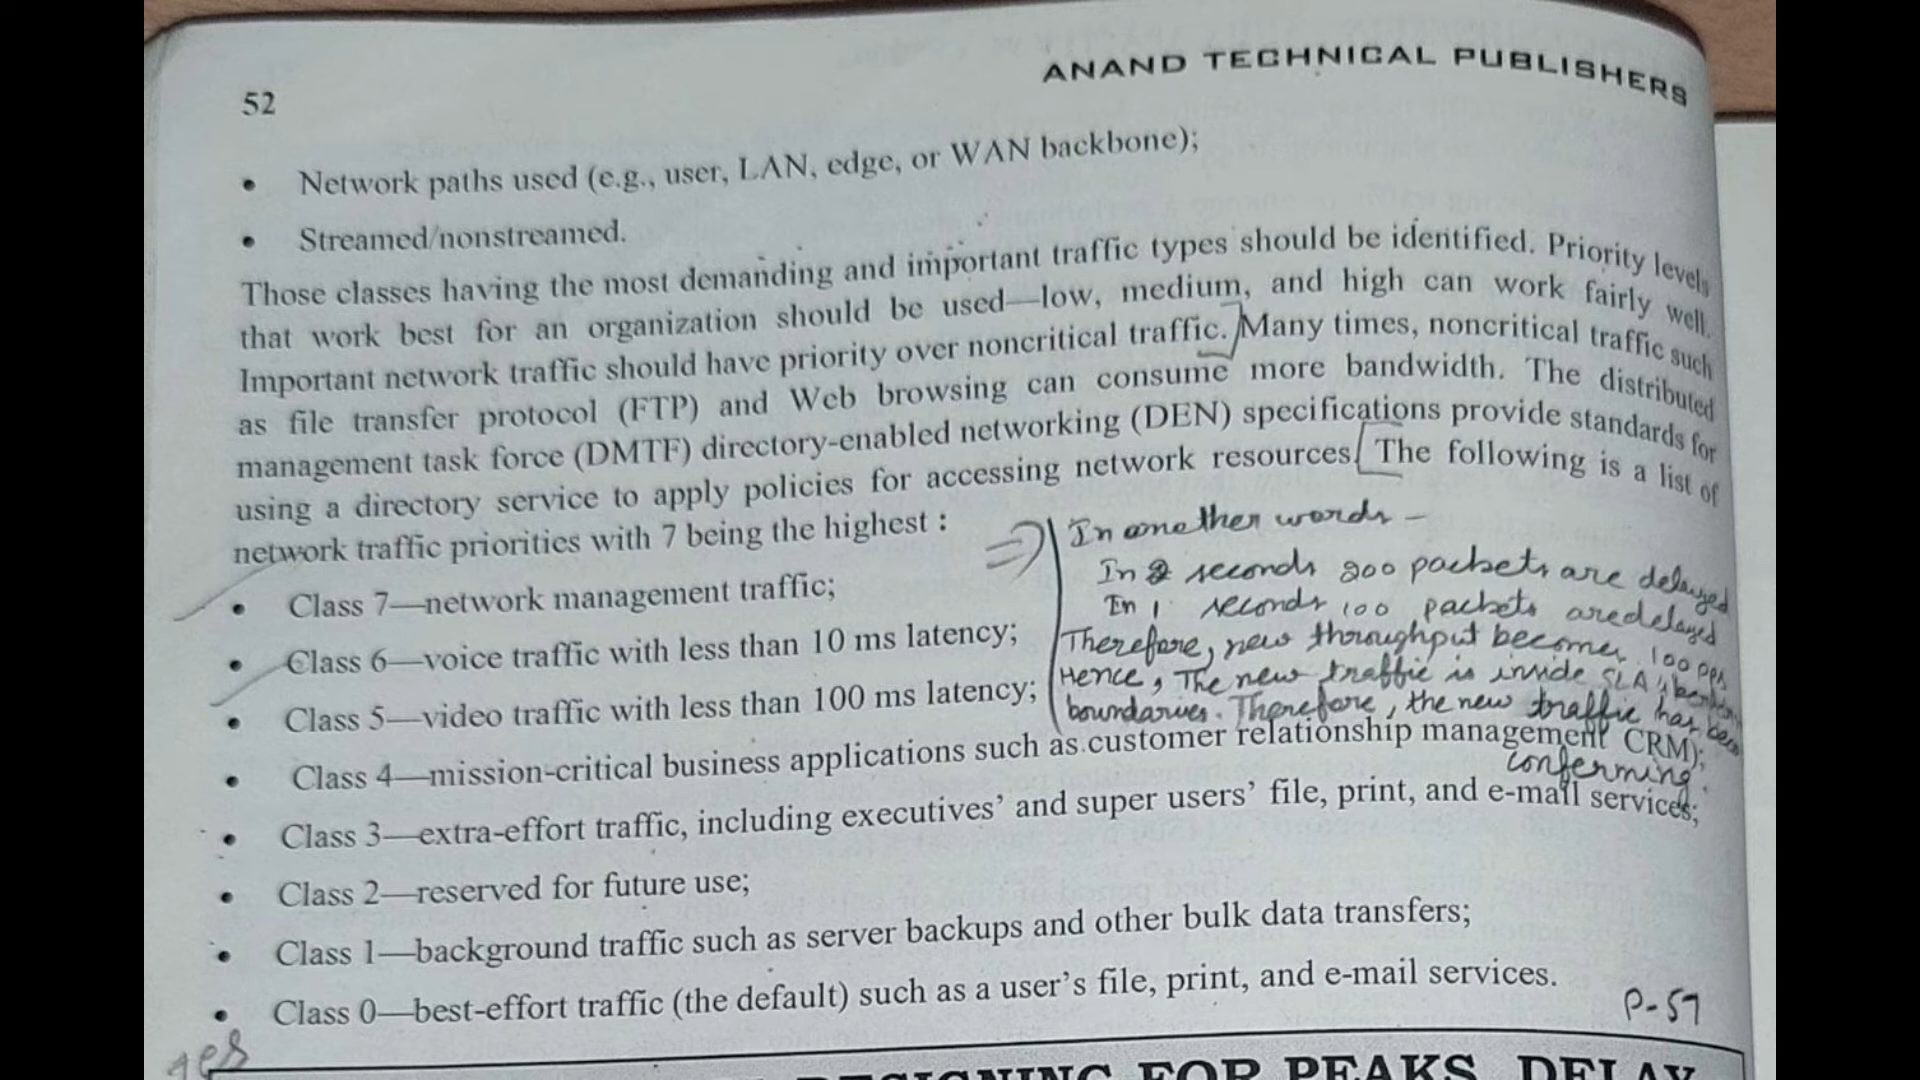 52
ANAND TECHNICAL PUBLISHERS
• Network paths used (e.g., user, LAN, edge, or WAN backbone);
• Streamed/nonstreamed.
Those classes having the most demanding and important traffic types should be identified. Priority levels
that work best for an organization should be used—low, medium, and high can work fairly well.
Important network traffic should have priority over noncritical traffic. Many times, noncritical traffic such
as file transfer protocol (FTP) and Web browsing can consume more bandwidth. The distributed
management task force (DMTF) directory-enabled networking (DEN) specifications provide standards for
using a directory service to apply policies for accessing network resources. The following is a list of
network traffic priorities with 7 being the highest :
• Class 7—network management traffic;
• Class 6—voice traffic with less than 10 ms latency;
• Class 5—video traffic with less than 100 ms latency;
• Class 4—mission-critical business applications such as customer relationship management CRM);
• Class 3—extra-effort traffic, including executives’ and super users’ file, print, and e-mail services;
• Class 2—reserved for future use;
• Class 1—background traffic such as server backups and other bulk data transfers;
• Class 0—best-effort traffic (the default) such as a user’s file, print, and e-mail services.
⇒ In another words –
In 2 seconds 200 packets are delayed
In 1 seconds 100 packets are delayed
Therefore, new throughput becomes 100 pps
Hence, The new traffic is inside SLA
boundaries. Therefore, the new traffic has been
conferming.
P-57
DESIGNING FOR PEAKS, DELAY